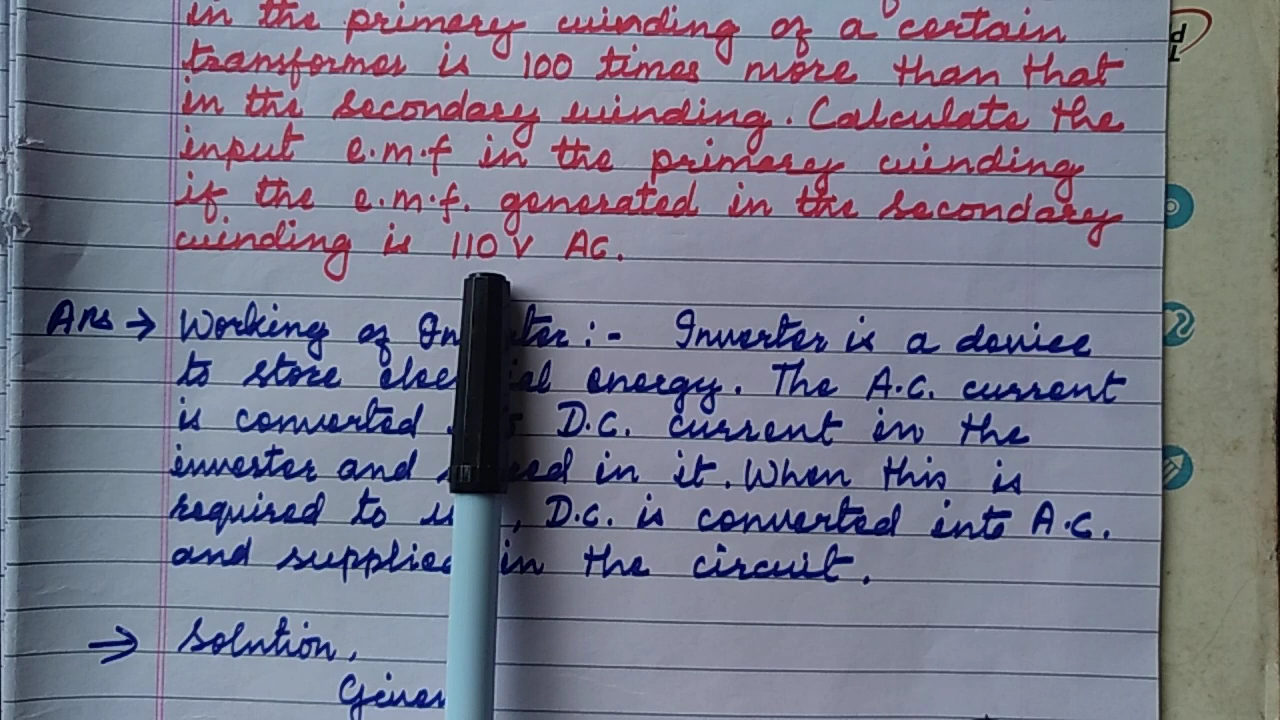 in the primary winding of a certain
transformer is 100 times more than that
in the secondary winding. Calculate the
input e.m.f in the primary winding
if the e.m.f. generated in the secondary
winding is 110 V AC.
Ans → Working of :- Inverter is a device
to store energy. The A.C. current
is converted D.C. current in the
inverter and in it. When this is
required to , D.C. is converted into A.C.
and supplied in the circuit.
→ Solution,